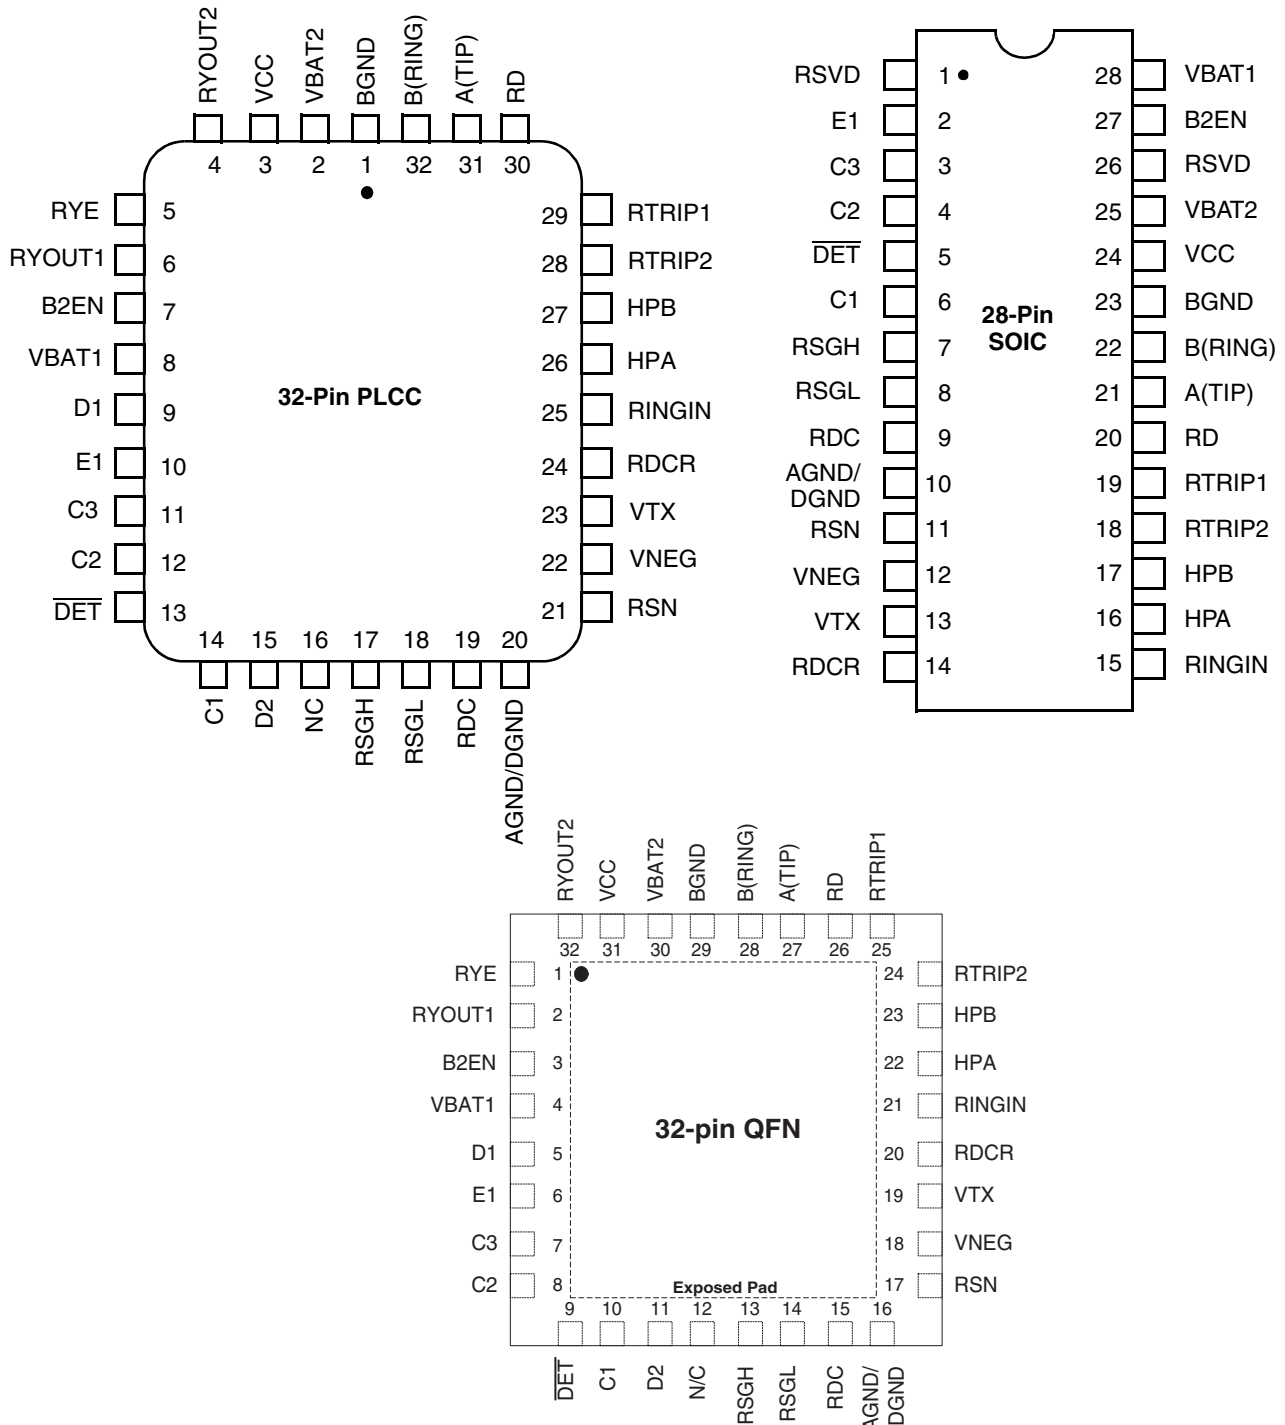 RYOUT2 VCC VBAT2 BGND B(RING) A(TIP) RD
4 3 2 1 32 31 30
RYE 5
RYOUT1 6
B2EN 7
VBAT1 8
D1 9
E1 10
C3 11
C2 12
DET 13
32-Pin PLCC
29 RTRIP1
28 RTRIP2
27 HPB
26 HPA
25 RINGIN
24 RDCR
23 VTX
22 VNEG
21 RSN
14 15 16 17 18 19 20
C1 D2 NC RSGH RSGL RDC AGND/DGND
RSVD 1 28 VBAT1
E1 2 27 B2EN
C3 3 26 RSVD
C2 4 25 VBAT2
DET 5 24 VCC
C1 6 23 BGND
28-Pin
SOIC
RSGH 7 22 B(RING)
RSGL 8 21 A(TIP)
RDC 9 20 RD
AGND/
DGND 10 19 RTRIP1
RSN 11 18 RTRIP2
VNEG 12 17 HPB
VTX 13 16 HPA
RDCR 14 15 RINGIN
RYOUT2 VCC VBAT2 BGND B(RING) A(TIP) RD RTRIP1
32 31 30 29 28 27 26 25
RYE 1 24 RTRIP2
RYOUT1 2 23 HPB
B2EN 3 22 HPA
VBAT1 4 21 RINGIN
32-pin QFN
D1 5 20 RDCR
E1 6 19 VTX
C3 7 18 VNEG
C2 8 17 RSN
Exposed Pad
9 10 11 12 13 14 15 16
DET C1 D2 N/C RSGH RSGL RDC AGND/
DGND